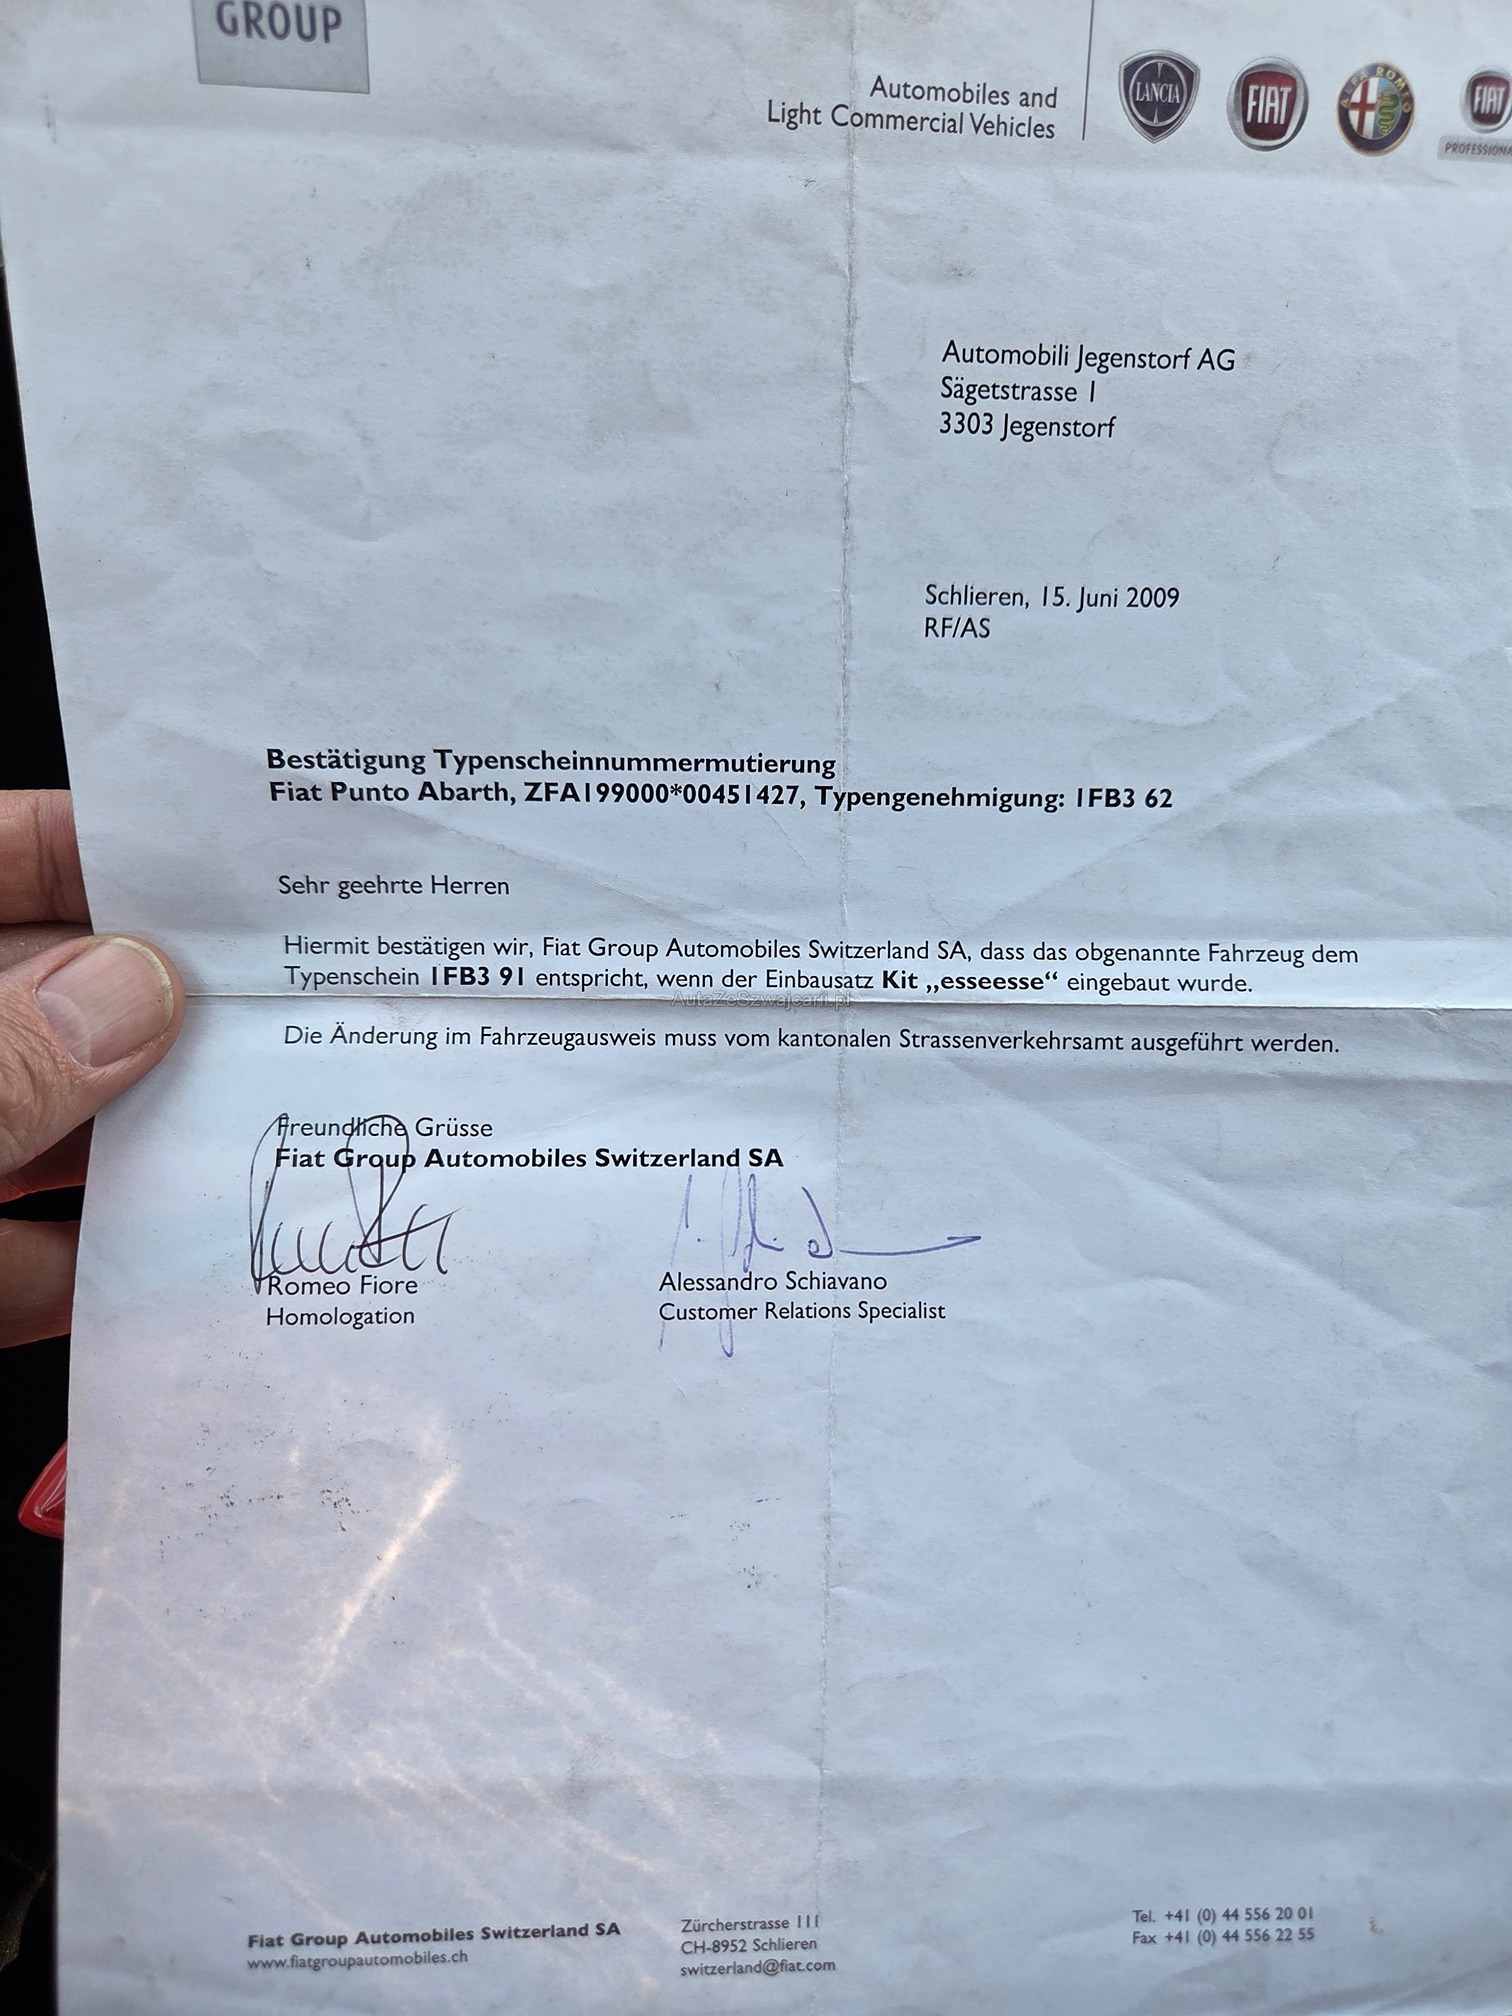 GROUP
Automobiles and
Light Commercial Vehicles
LANCIA
FIAT
ALFA ROMEO
FIAT
PROFESSIONA
Automobili Jegenstorf AG
Sägetstrasse 1
3303 Jegenstorf
Schlieren, 15. Juni 2009
RF/AS
Bestätigung Typenscheinnummermutierung
Fiat Punto Abarth, ZFA199000*00451427, Typengenehmigung: 1FB3 62
Sehr geehrte Herren
Hiermit bestätigen wir, Fiat Group Automobiles Switzerland SA, dass das obgenannte Fahrzeug dem
Typenschein 1FB3 91 entspricht, wenn der Einbausatz Kit „esseesse“ eingebaut wurde.
AutaZeSzwajcarii.pl
Die Änderung im Fahrzeugausweis muss vom kantonalen Strassenverkehrsamt ausgeführt werden.
Freundliche Grüsse
Fiat Group Automobiles Switzerland SA
Romeo Fiore
Homologation
Alessandro Schiavano
Customer Relations Specialist
Fiat Group Automobiles Switzerland SA
www.fiatgroupautomobiles.ch
Zürcherstrasse 111
CH-8952 Schlieren
switzerland@fiat.com
Tel. +41 (0) 44 556 20 01
Fax +41 (0) 44 556 22 55